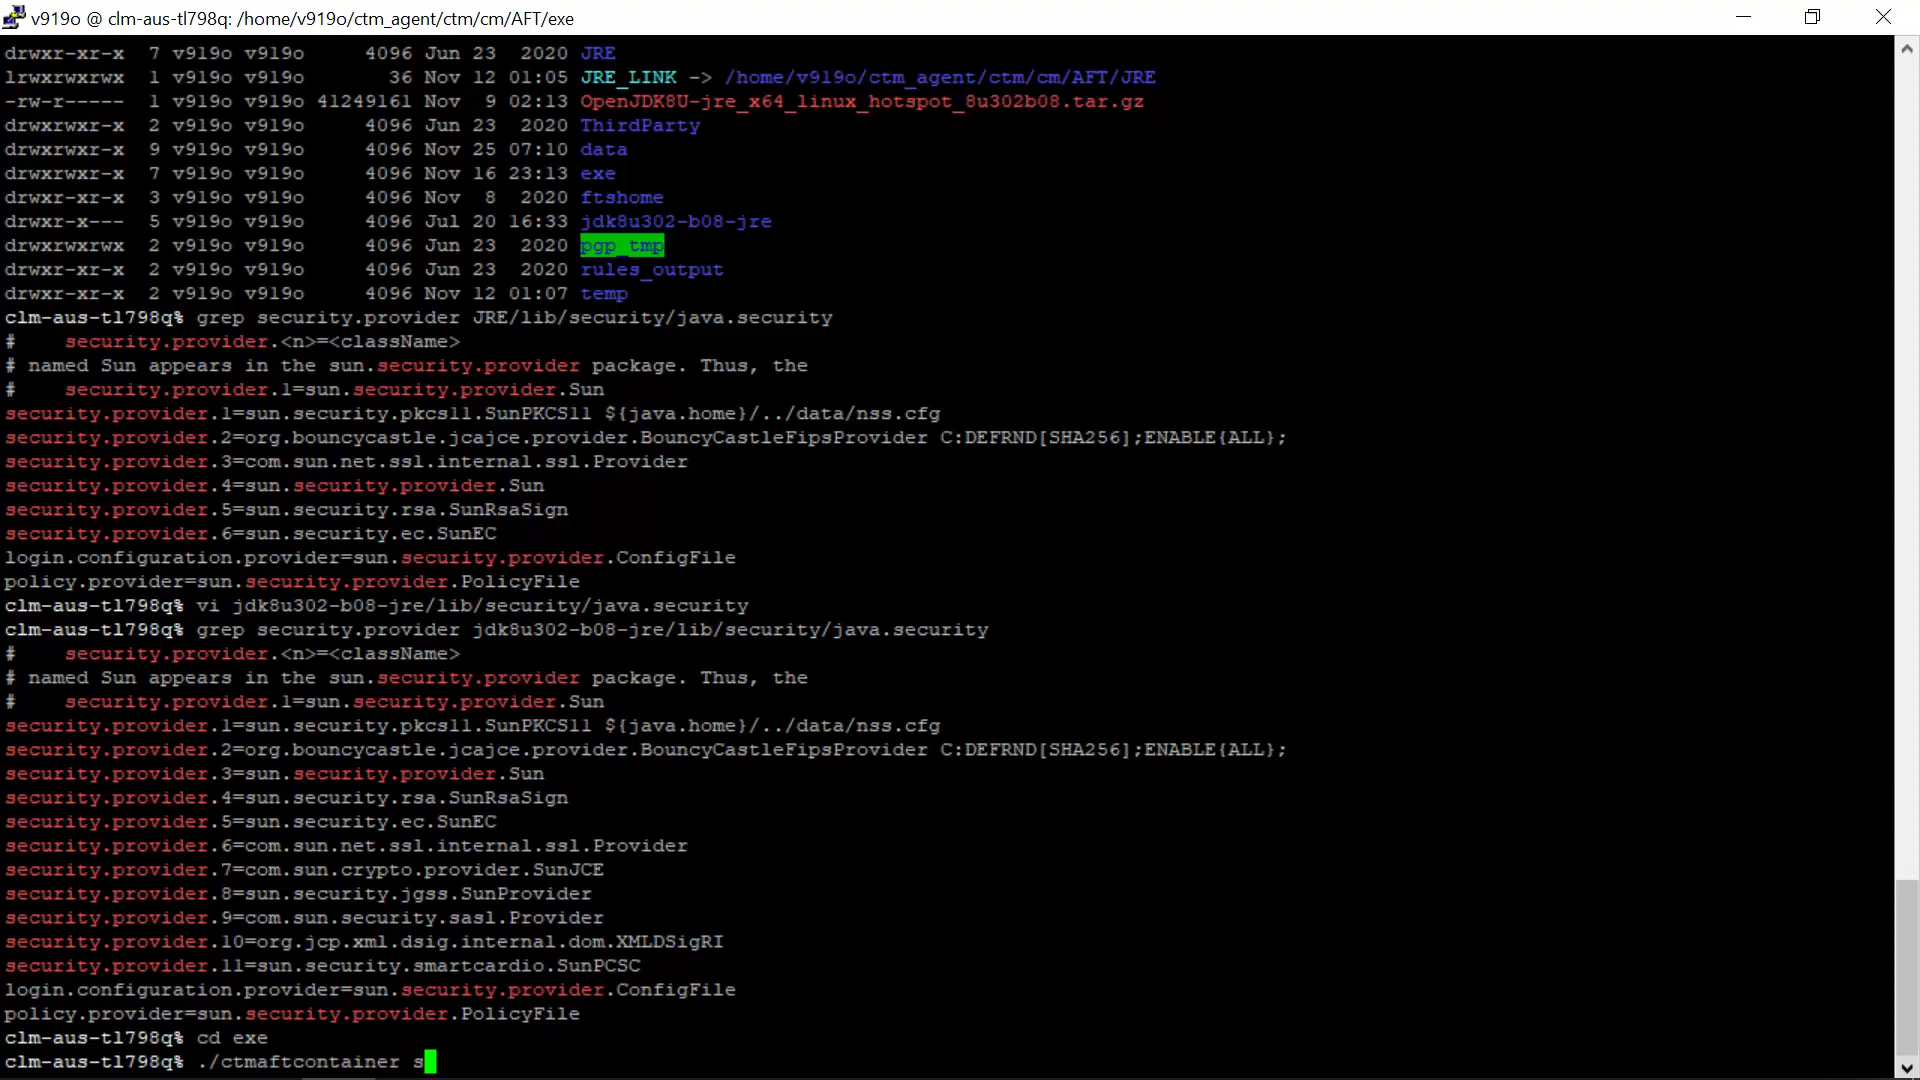 v919o @ clm-aus-tl798q: /home/v919o/ctm_agent/ctm/cm/AFT/exe
drwxr-xr-x  7 v919o v919o     4096 Jun 23  2020 JRE
lrwxrwxrwx  1 v919o v919o       36 Nov 12 01:05 JRE_LINK -> /home/v919o/ctm_agent/ctm/cm/AFT/JRE
-rw-r-----  1 v919o v919o 41249161 Nov  9 02:13 OpenJDK8U-jre_x64_linux_hotspot_8u302b08.tar.gz
drwxrwxr-x  2 v919o v919o     4096 Jun 23  2020 ThirdParty
drwxrwxr-x  9 v919o v919o     4096 Nov 25 07:10 data
drwxrwxr-x  7 v919o v919o     4096 Nov 16 23:13 exe
drwxr-xr-x  3 v919o v919o     4096 Nov  8  2020 ftshome
drwxr-x---  5 v919o v919o     4096 Jul 20 16:33 jdk8u302-b08-jre
drwxrwxrwx  2 v919o v919o     4096 Jun 23  2020 pgp_tmp
drwxr-xr-x  2 v919o v919o     4096 Jun 23  2020 rules_output
drwxr-xr-x  2 v919o v919o     4096 Nov 12 01:07 temp
clm-aus-tl798q% grep security.provider JRE/lib/security/java.security
#    security.provider.<n>=<className>
# named Sun appears in the sun.security.provider package. Thus, the
#    security.provider.1=sun.security.provider.Sun
security.provider.1=sun.security.pkcs11.SunPKCS11 ${java.home}/../data/nss.cfg
security.provider.2=org.bouncycastle.jcajce.provider.BouncyCastleFipsProvider C:DEFRND[SHA256];ENABLE{ALL};
security.provider.3=com.sun.net.ssl.internal.ssl.Provider
security.provider.4=sun.security.provider.Sun
security.provider.5=sun.security.rsa.SunRsaSign
security.provider.6=sun.security.ec.SunEC
login.configuration.provider=sun.security.provider.ConfigFile
policy.provider=sun.security.provider.PolicyFile
clm-aus-tl798q% vi jdk8u302-b08-jre/lib/security/java.security
clm-aus-tl798q% grep security.provider jdk8u302-b08-jre/lib/security/java.security
#    security.provider.<n>=<className>
# named Sun appears in the sun.security.provider package. Thus, the
#    security.provider.1=sun.security.provider.Sun
security.provider.1=sun.security.pkcs11.SunPKCS11 ${java.home}/../data/nss.cfg
security.provider.2=org.bouncycastle.jcajce.provider.BouncyCastleFipsProvider C:DEFRND[SHA256];ENABLE{ALL};
security.provider.3=sun.security.provider.Sun
security.provider.4=sun.security.rsa.SunRsaSign
security.provider.5=sun.security.ec.SunEC
security.provider.6=com.sun.net.ssl.internal.ssl.Provider
security.provider.7=com.sun.crypto.provider.SunJCE
security.provider.8=sun.security.jgss.SunProvider
security.provider.9=com.sun.security.sasl.Provider
security.provider.10=org.jcp.xml.dsig.internal.dom.XMLDSigRI
security.provider.11=sun.security.smartcardio.SunPCSC
login.configuration.provider=sun.security.provider.ConfigFile
policy.provider=sun.security.provider.PolicyFile
clm-aus-tl798q% cd exe
clm-aus-tl798q% ./ctmaftcontainer s